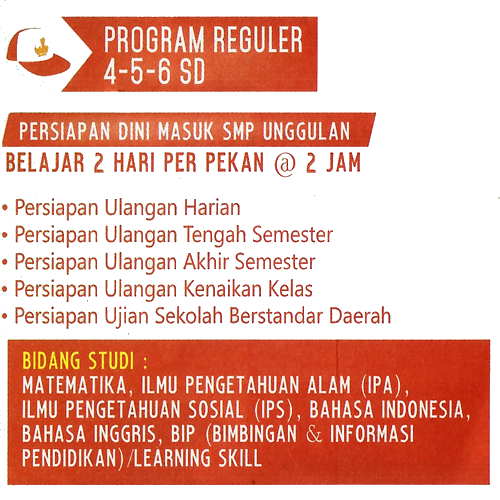 PROGRAM REGULER
4-5-6 SD
PERSIAPAN DINI MASUK SMP UNGGULAN
BELAJAR 2 HARI PER PEKAN @ 2 JAM
• Persiapan Ulangan Harian
• Persiapan Ulangan Tengah Semester
• Persiapan Ulangan Akhir Semester
• Persiapan Ulangan Kenaikan Kelas
• Persiapan Ujian Sekolah Berstandar Daerah
BIDANG STUDI :
MATEMATIKA, ILMU PENGETAHUAN ALAM (IPA),
ILMU PENGETAHUAN SOSIAL (IPS), BAHASA INDONESIA,
BAHASA INGGRIS, BIP (BIMBINGAN & INFORMASI
PENDIDIKAN)/LEARNING SKILL